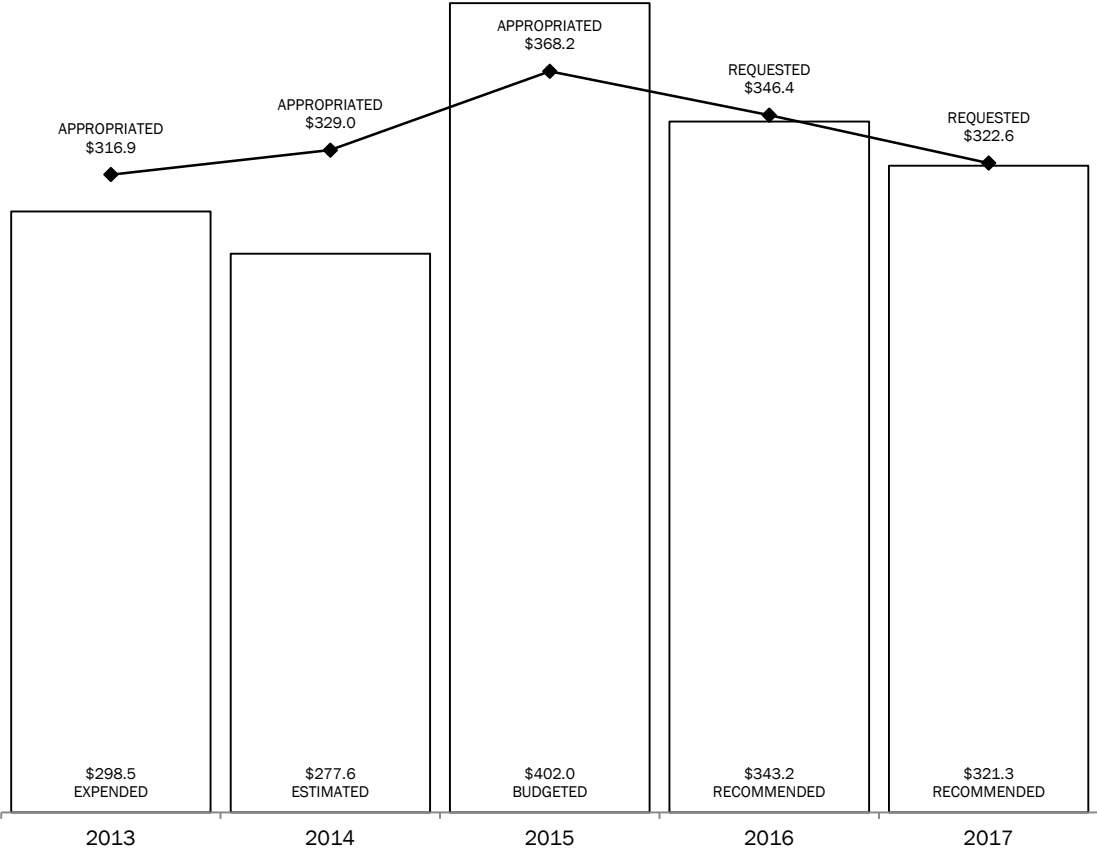 APPROPRIATED
$316.9
APPROPRIATED
$329.0
APPROPRIATED
$368.2
REQUESTED
$346.4
REQUESTED
$322.6
$298.5
EXPENDED
$277.6
ESTIMATED
$402.0
BUDGETED
$343.2
RECOMMENDED
$321.3
RECOMMENDED
2013
2014
2015
2016
2017